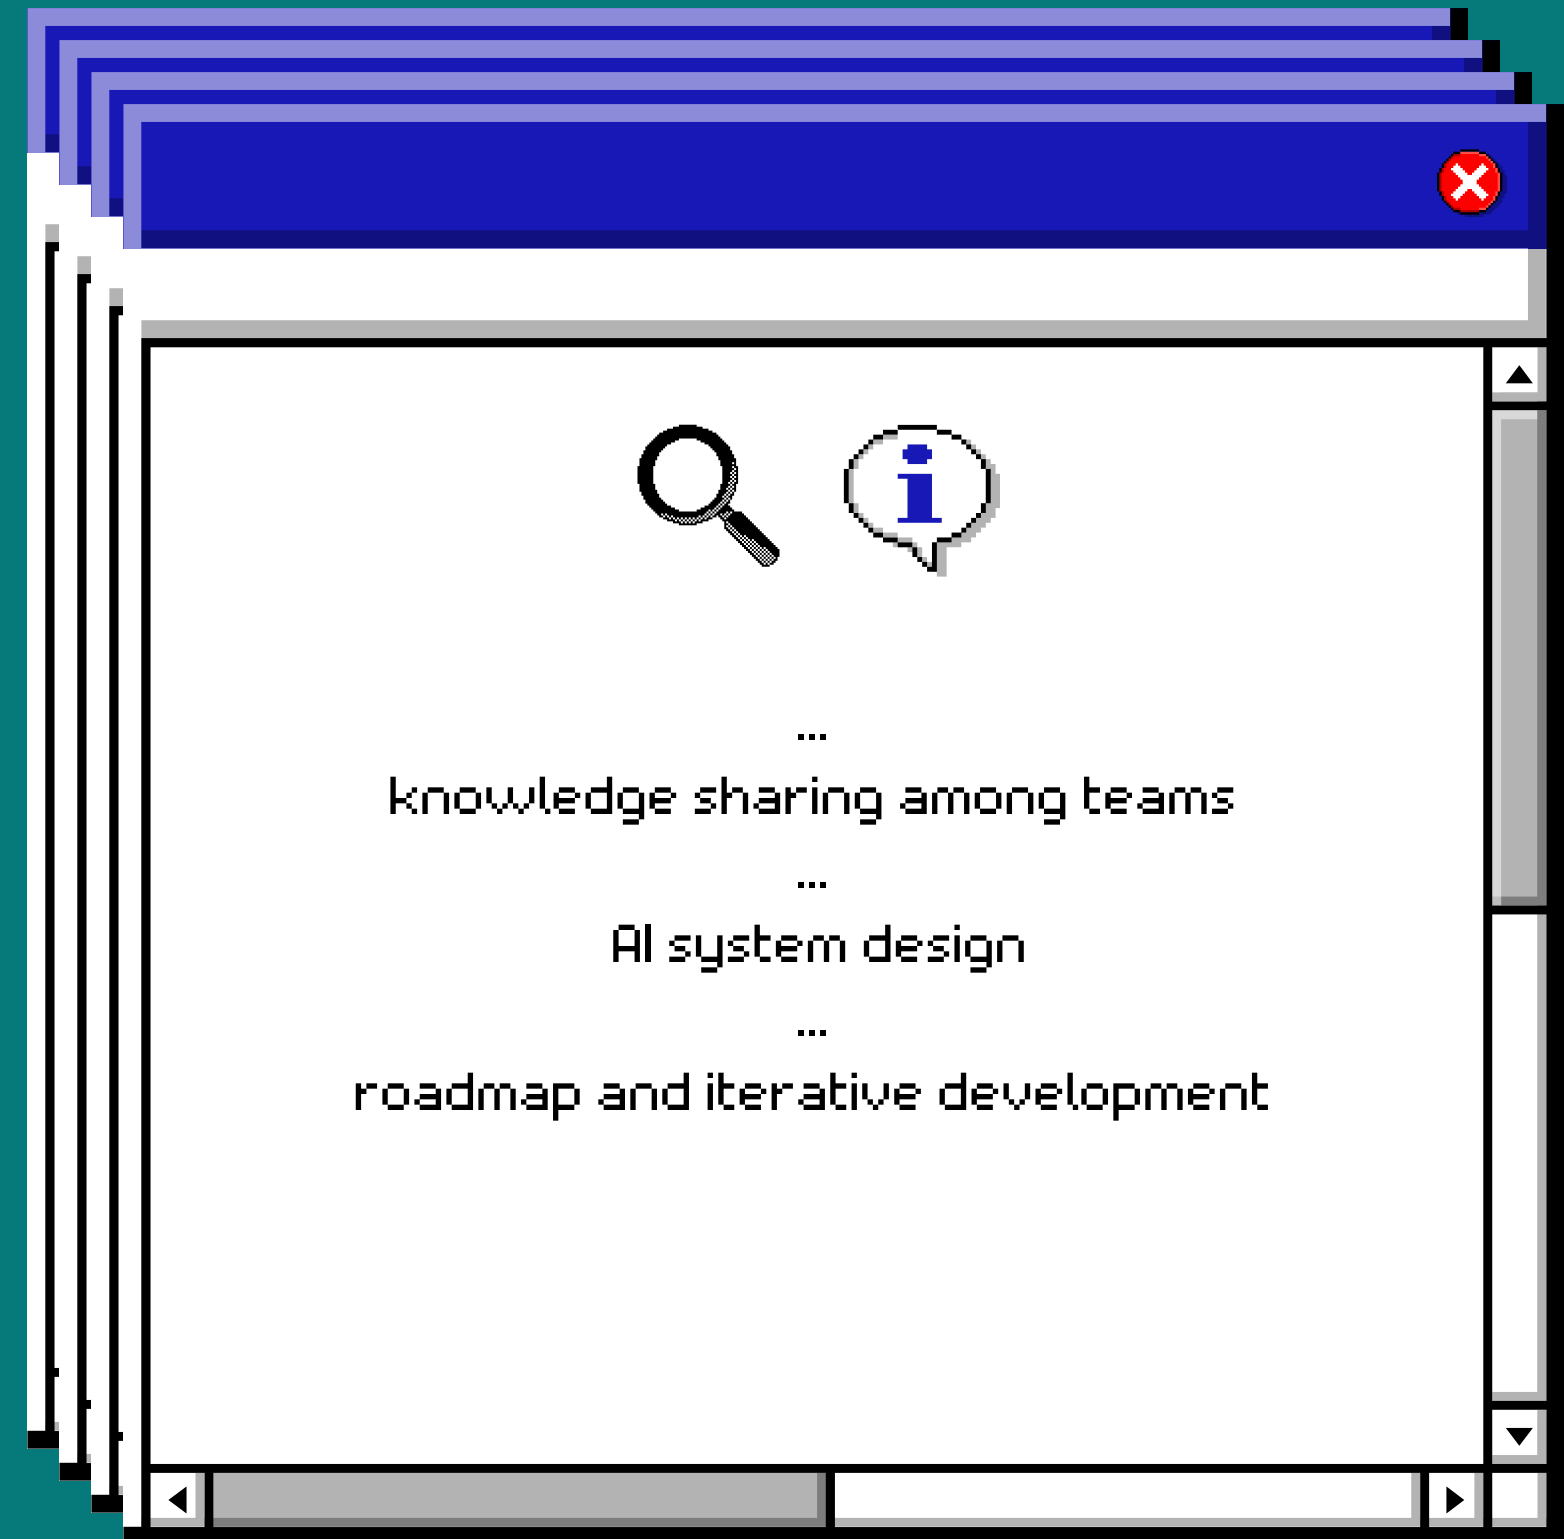 i
...
knowledge sharing among teams
...
AI system design
...
roadmap and iterative development